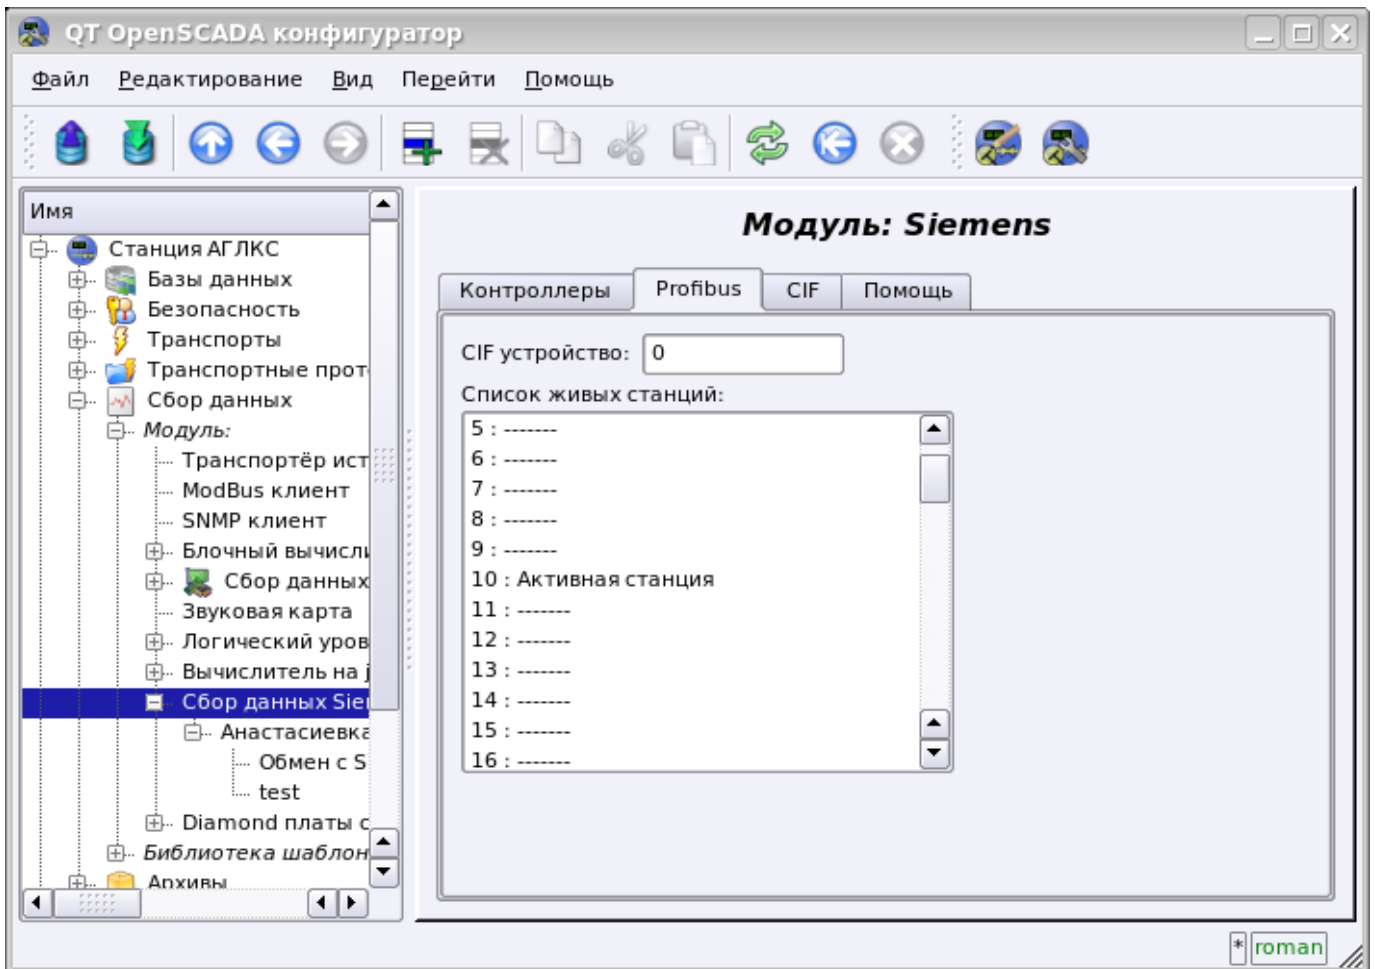 QT OpenSCADA конфигуратор
Файл Редактирование Вид Перейти Помощь
Имя
Станция АГЛКС
Базы данных
Безопасность
Транспорты
Транспортные прот
Сбор данных
Модуль:
Транспортёр ист
ModBus клиент
SNMP клиент
Блочный вычисли
Сбор данных
Звуковая карта
Логический уров
Вычислитель на j
Сбор данных Sie
Анастасиевка
Обмен с S
test
Diamond платы с
Библиотека шаблон
Архивы
Модуль: Siemens
Контроллеры Profibus CIF Помощь
CIF устройство: 0
Список живых станций:
5 : -------
6 : -------
7 : -------
8 : -------
9 : -------
10 : Активная станция
11 : -------
12 : -------
13 : -------
14 : -------
15 : -------
16 : -------
* roman